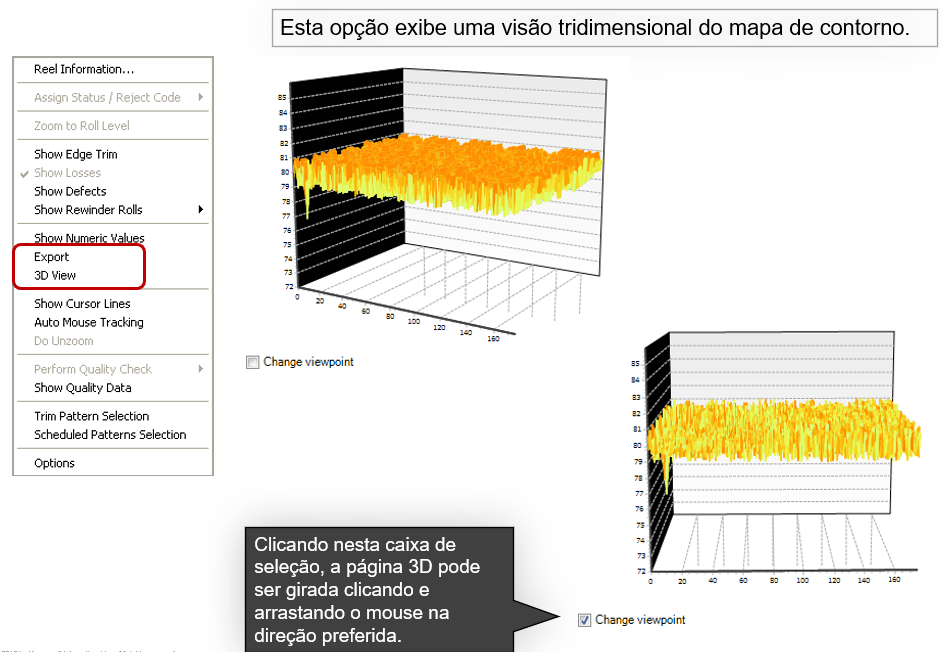 Esta opção exibe uma visão tridimensional do mapa de contorno.
Reel Information...
Assign Status / Reject Code
Zoom to Roll Level
Show Edge Trim
Show Losses
Show Defects
Show Rewinder Rolls
Show Numeric Values
Export
3D View
Show Cursor Lines
Auto Mouse Tracking
Do Unzoom
Perform Quality Check
Show Quality Data
Trim Pattern Selection
Scheduled Patterns Selection
Options
85
84
83
82
81
80
79
78
77
76
75
74
73
72
0
20
40
60
80
100
120
140
160
Change viewpoint
85
84
83
82
81
80
79
78
77
76
75
74
73
72
0
20
40
60
80
100
120
140
160
Clicando nesta caixa de
seleção, a página 3D pode
ser girada clicando e
arrastando o mouse na
direção preferida.
Change viewpoint